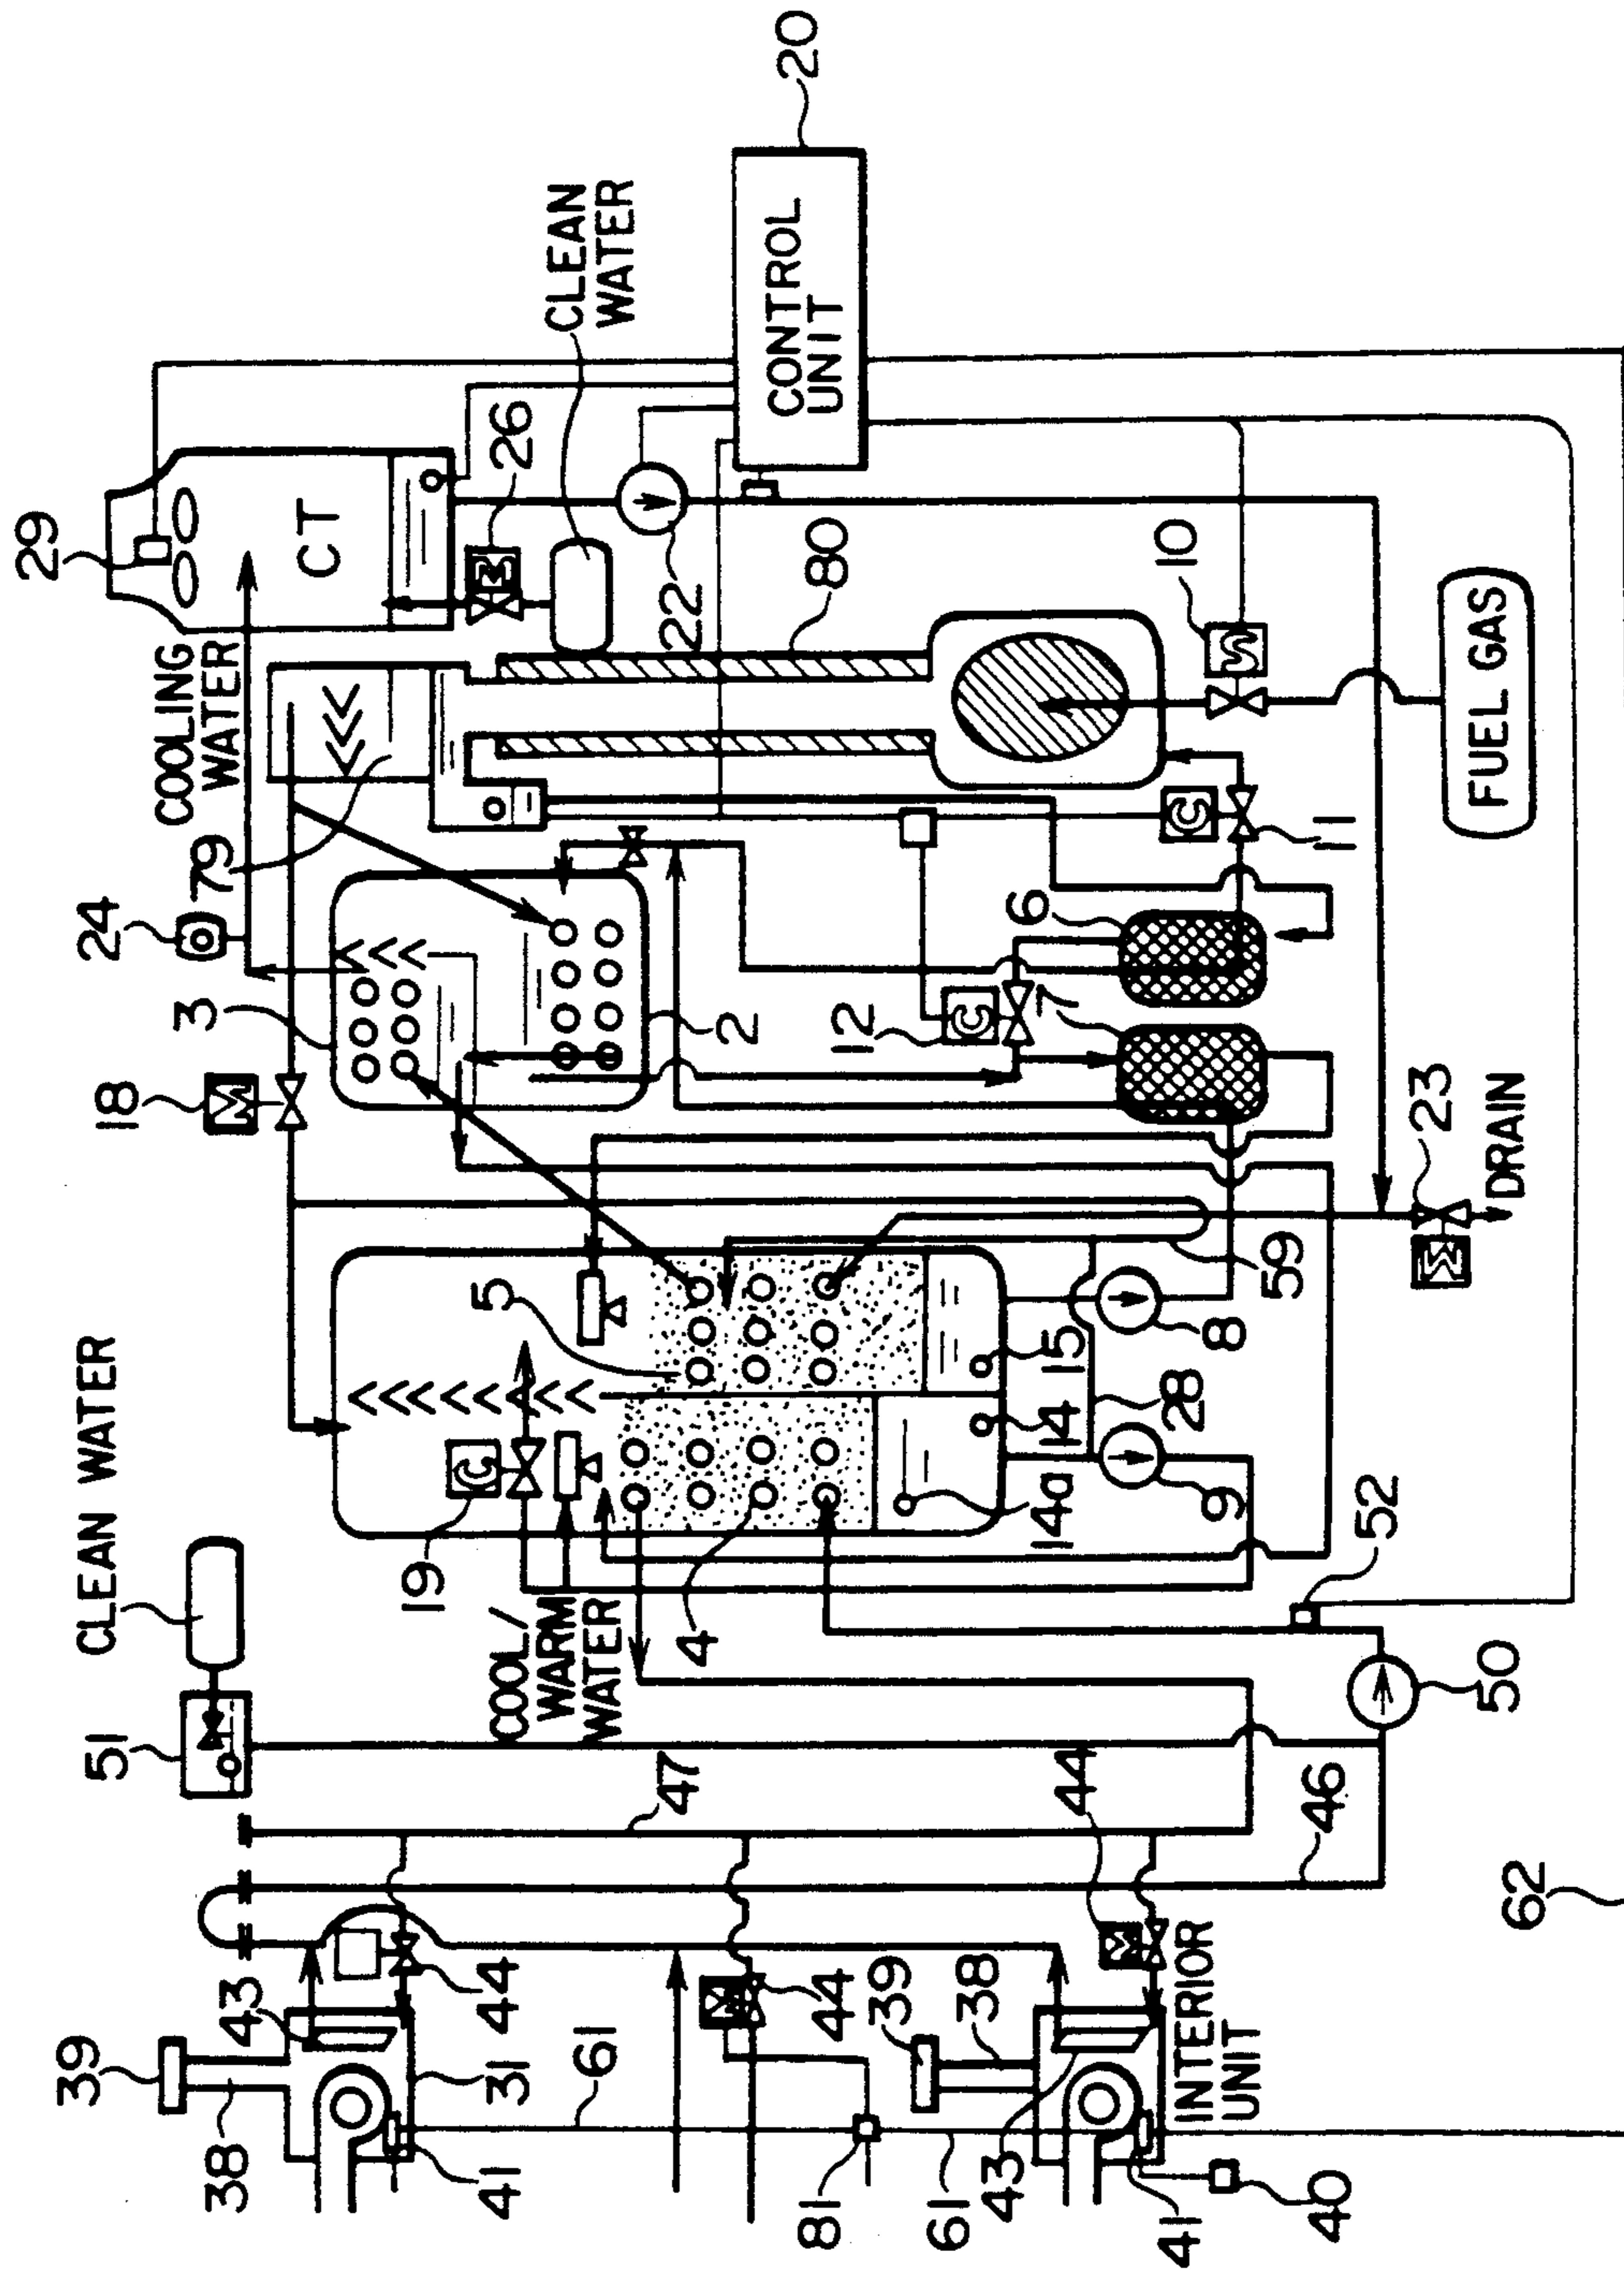 39
51
CLEAN WATER
18
24
29
38
43
3
79
COOLING
WATER
CT
41
31
44
19
COOL/
WARM
WATER
5
26
CLEAN
WATER
61
47
4
2
22
81
44
12
80
CONTROL
UNIT
20
39
61
38
43
7
6
44
14a
14
15
41
INTERIOR
UNIT
28
9
8
10
40
46
59
11
52
23
50
DRAIN
FUEL GAS
62